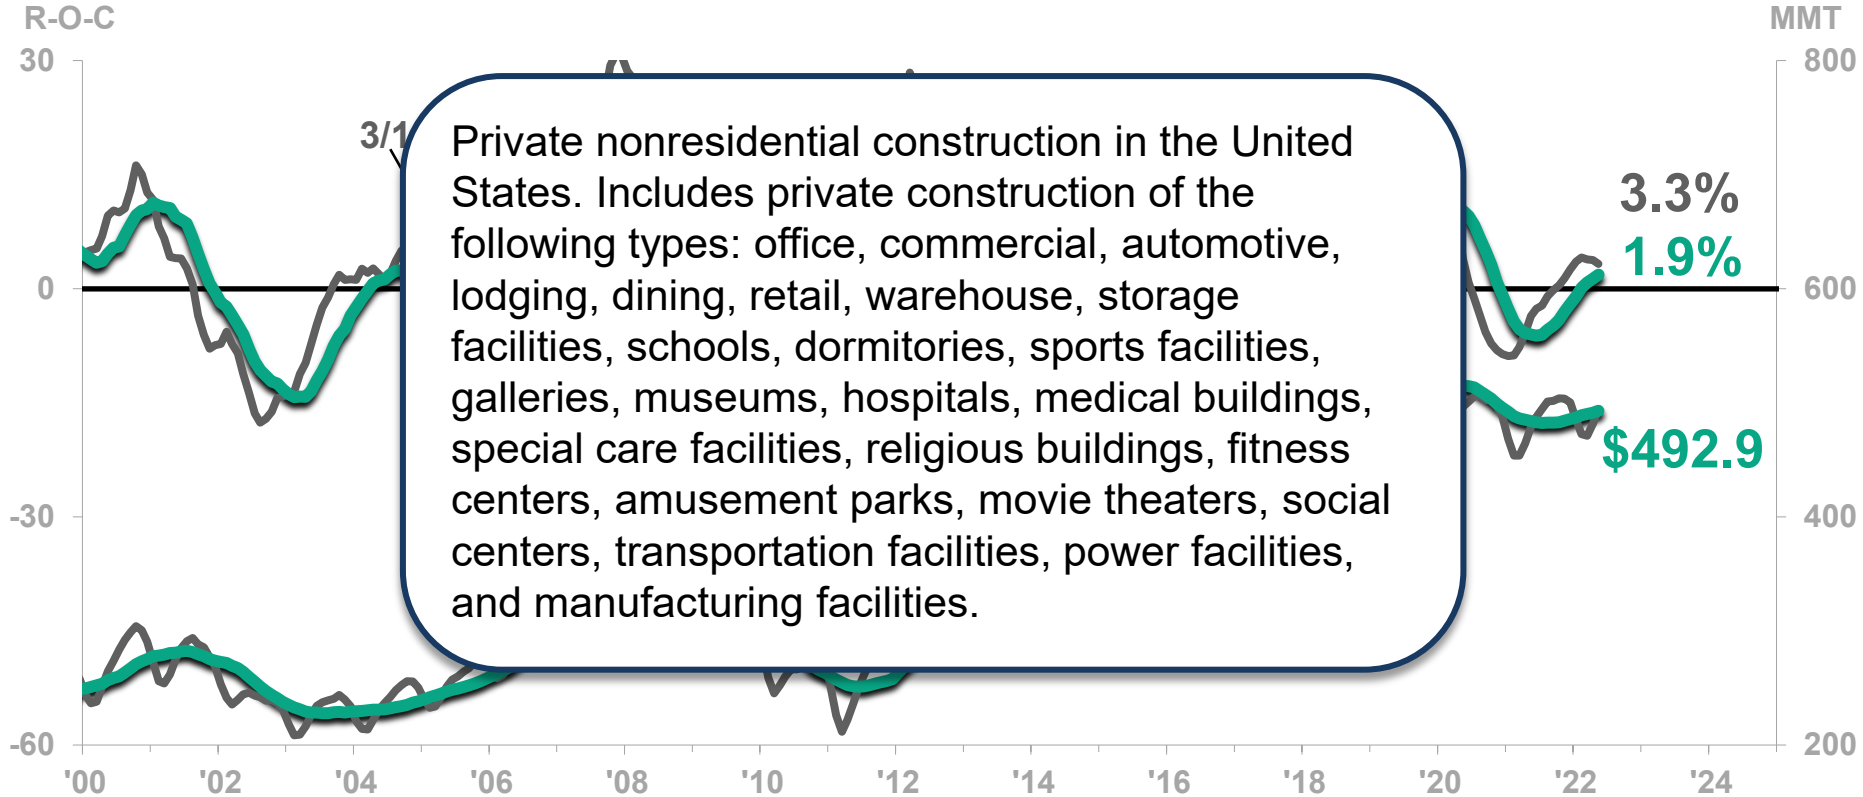 R-O-C
MMT
30
800
3/1
Private nonresidential construction in the United
States. Includes private construction of the
following types: office, commercial, automotive,
lodging, dining, retail, warehouse, storage
facilities, schools, dormitories, sports facilities,
galleries, museums, hospitals, medical buildings,
special care facilities, religious buildings, fitness
centers, amusement parks, movie theaters, social
centers, transportation facilities, power facilities,
and manufacturing facilities.
3.3%
1.9%
0
600
$492.9
-30
400
-60
200
'00 '02 '04 '06 '08 '10 '12 '14 '16 '18 '20 '22 '24